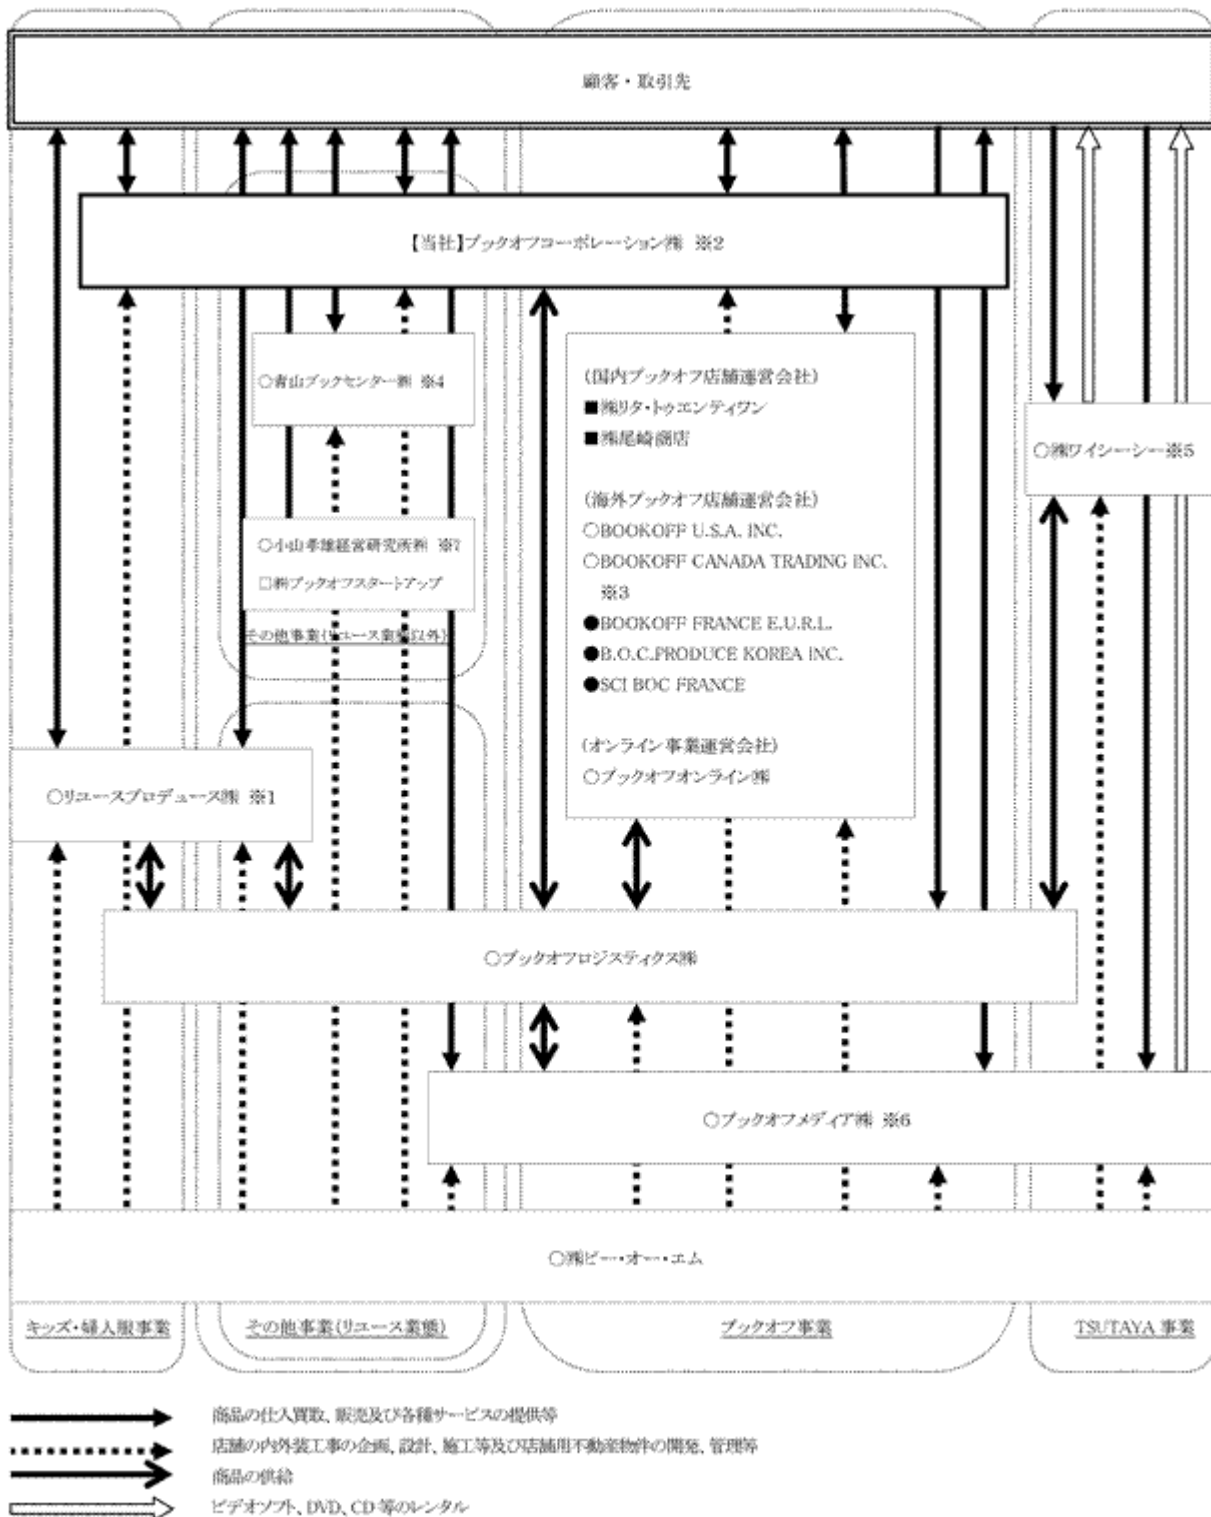 顧客・取引先
【当社】ブックオフコーポレーション㈱ ※2
○青山ブックセンター㈱ ※4
(国内ブックオフ店舗運営会社)
■㈱リタ・トゥエンティワン
■㈱尾崎商店
○㈱ワイシーシー※5
(海外ブックオフ店舗運営会社)
○BOOKOFF U.S.A. INC.
○BOOKOFF CANADA TRADING INC.
※3
●BOOKOFF FRANCE E.U.R.L.
●B.O.C.PRODUCE KOREA INC.
●SCI BOC FRANCE
(オンライン事業運営会社)
○ブックオフオンライン㈱
○小山孝雄経営研究所㈱ ※7
□㈱ブックオフスタートアップ
その他事業(リユース業態以外)
○リユースプロデュース㈱ ※1
○ブックオフロジスティクス㈱
○ブックオフメディア㈱ ※6
○㈱ビー・オー・エム
キッズ・婦人服事業
その他事業(リユース業態)
ブックオフ事業
TSUTAYA 事業
商品の仕入買取、販売及び各種サービスの提供等
店舗の内外装工事の企画、設計、施工等及び店舗用不動産物件の開発、管理等
商品の供給
ビデオソフト、DVD、CD 等のレンタル